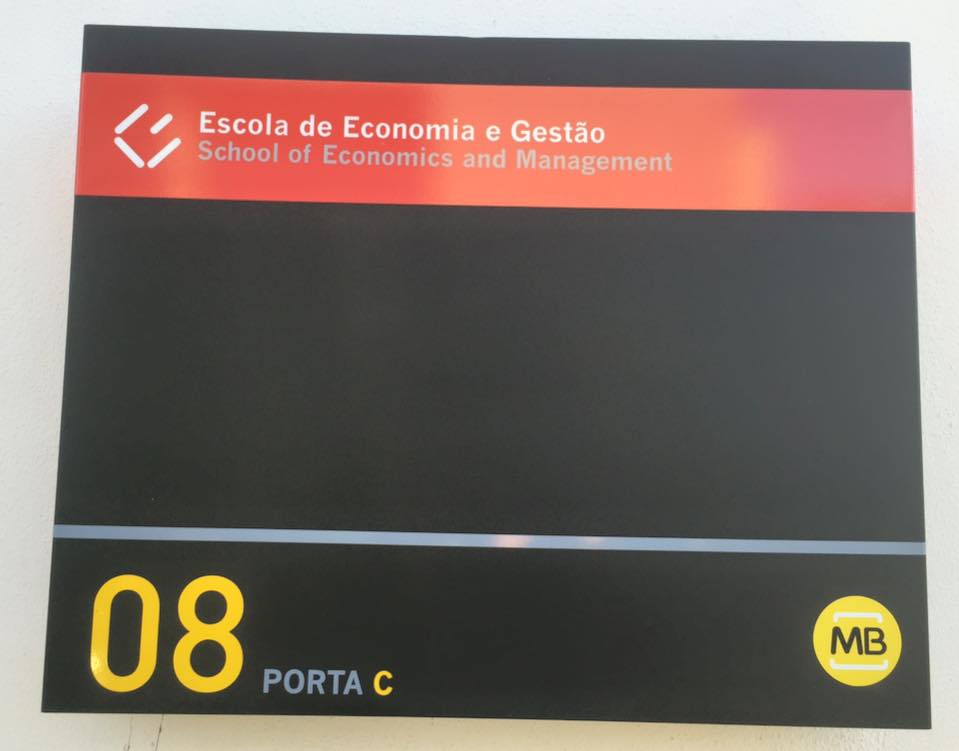 Escola de Economia e Gestão
School of Economics and Management
08 PORTA C
MB